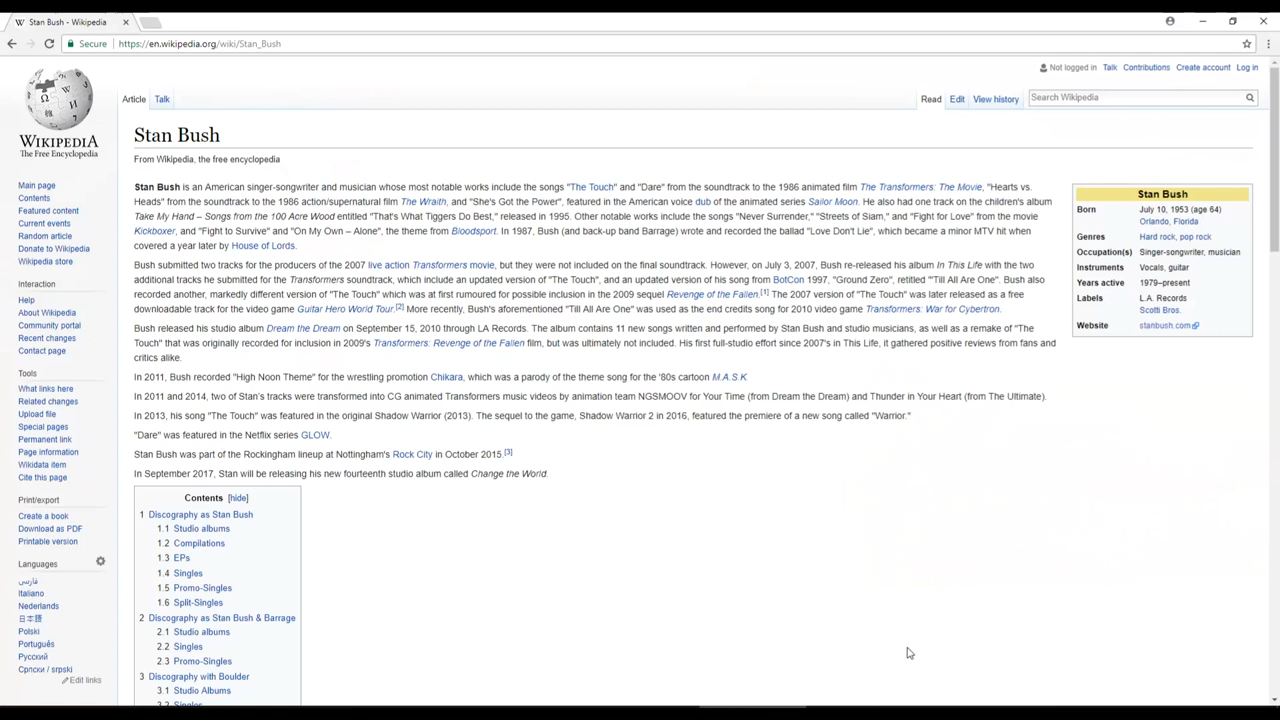 Stan Bush - Wikipedia
Secure https://en.wikipedia.org/wiki/Stan_Bush
Not logged in Talk Contributions Create account Log in
Article Talk
Read Edit View history Search Wikipedia
WIKIPEDIA
The Free Encyclopedia
Main page
Contents
Featured content
Current events
Random article
Donate to Wikipedia
Wikipedia store
Interaction
Help
About Wikipedia
Community portal
Recent changes
Contact page
Tools
What links here
Related changes
Upload file
Special pages
Permanent link
Page information
Wikidata item
Cite this page
Print/export
Create a book
Download as PDF
Printable version
Languages
فارسی
Italiano
Nederlands
日本語
Polski
Português
Русский
Српски / srpski
Edit links
Stan Bush
From Wikipedia, the free encyclopedia
Stan Bush is an American singer-songwriter and musician whose most notable works include the songs "The Touch" and "Dare" from the soundtrack to the 1986 animated film The Transformers: The Movie, "Hearts vs.
Heads" from the soundtrack to the 1986 action/supernatural film The Wraith, and "She's Got the Power", featured in the American voice dub of the animated series Sailor Moon. He also had one track on the children's album
Take My Hand – Songs from the 100 Acre Wood entitled "That's What Tiggers Do Best," released in 1995. Other notable works include the songs "Never Surrender," "Streets of Siam," and "Fight for Love" from the movie
Kickboxer, and "Fight to Survive" and "On My Own – Alone", the theme from Bloodsport. In 1987, Bush (and back-up band Barrage) wrote and recorded the ballad "Love Don't Lie", which became a minor MTV hit when
covered a year later by House of Lords.
Bush submitted two tracks for the producers of the 2007 live action Transformers movie, but they were not included on the final soundtrack. However, on July 3, 2007, Bush re-released his album In This Life with the two
additional tracks he submitted for the Transformers soundtrack, which include an updated version of "The Touch", and an updated version of his song from BotCon 1997, "Ground Zero", retitled "'Till All Are One". Bush also
recorded another, markedly different version of "The Touch" which was at first rumoured for possible inclusion in the 2009 sequel Revenge of the Fallen.[1] The 2007 version of "The Touch" was later released as a free
downloadable track for the video game Guitar Hero World Tour.[2] More recently, Bush's aforementioned "Till All Are One" was used as the end credits song for 2010 video game Transformers: War for Cybertron.
Bush released his studio album Dream the Dream on September 15, 2010 through LA Records. The album contains 11 new songs written and performed by Stan Bush and studio musicians, as well as a remake of "The
Touch" that was originally recorded for inclusion in 2009's Transformers: Revenge of the Fallen film, but was ultimately not included. His first full-studio effort since 2007's in This Life, it gathered positive reviews from fans and
critics alike.
In 2011, Bush recorded "High Noon Theme" for the wrestling promotion Chikara, which was a parody of the theme song for the '80s cartoon M.A.S.K
In 2011 and 2014, two of Stan's tracks were transformed into CG animated Transformers music videos by animation team NGSMOOV for Your Time (from Dream the Dream) and Thunder in Your Heart (from The Ultimate).
In 2013, his song "The Touch" was featured in the original Shadow Warrior (2013). The sequel to the game, Shadow Warrior 2 in 2016, featured the premiere of a new song called "Warrior."
"Dare" was featured in the Netflix series GLOW.
Stan Bush was part of the Rockingham lineup at Nottingham's Rock City in October 2015.[3]
In September 2017, Stan will be releasing his new fourteenth studio album called Change the World.
Contents [hide]
1 Discography as Stan Bush
1.1 Studio albums
1.2 Compilations
1.3 EPs
1.4 Singles
1.5 Promo-Singles
1.6 Split-Singles
2 Discography as Stan Bush & Barrage
2.1 Studio albums
2.2 Singles
2.3 Promo-Singles
3 Discography with Boulder
3.1 Studio Albums
3.2 Singles
Stan Bush
Born July 10, 1953 (age 64)
Orlando, Florida
Genres Hard rock, pop rock
Occupation(s) Singer-songwriter, musician
Instruments Vocals, guitar
Years active 1979–present
Labels L.A. Records
Scotti Bros.
Website stanbush.com